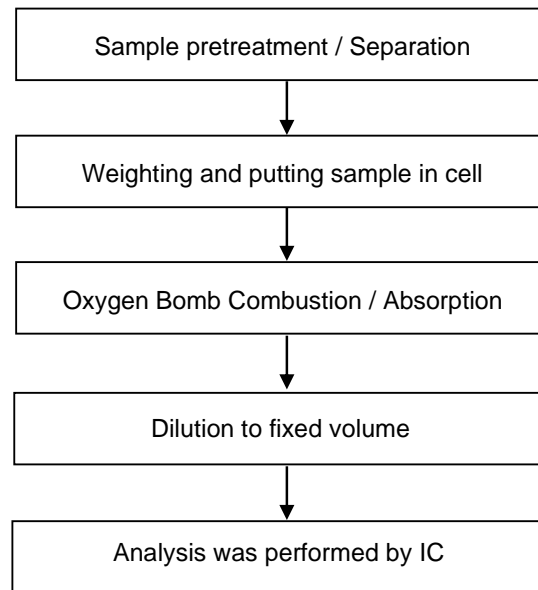 Sample pretreatment / Separation
Weighting and putting sample in cell
Oxygen Bomb Combustion / Absorption
Dilution to fixed volume
Analysis was performed by IC